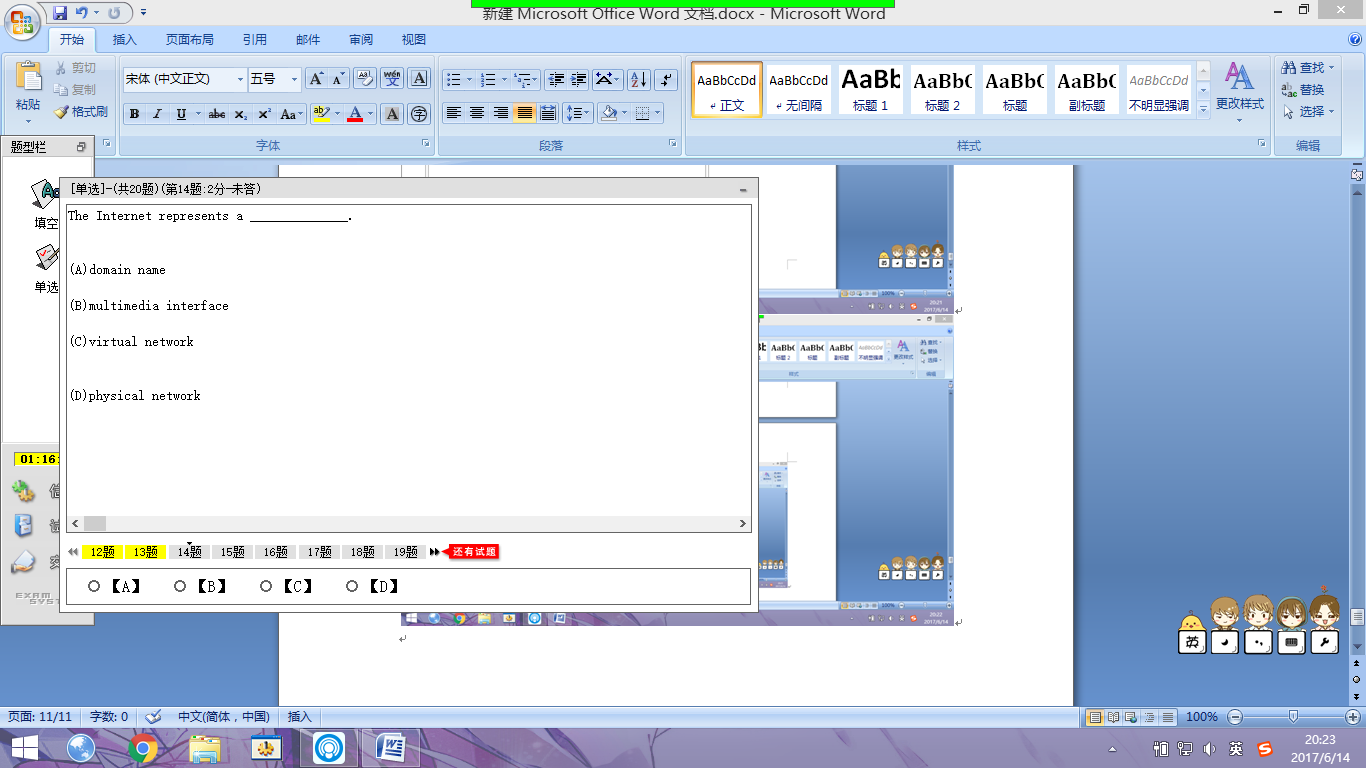 新建 Microsoft Office Word 文档.docx - Microsoft Word
开始 插入 页面布局 引用 邮件 审阅 视图
粘贴
剪切
复制
格式刷
宋体 (中文正文) 五号
字体 段落 样式 编辑
AaBbCcDd AaBbCcDd AaBb AaBbC AaBbC AaBbC AaBbCcDd
正文 无间隔 标题 1 标题 2 标题 副标题 不明显强调
更改样式
查找
替换
选择
题型栏
填空
单选
01:16:
[单选]-(共20题)(第14题:2分-未答)
The Internet represents a ______________.
(A)domain name
(B)multimedia interface
(C)virtual network
(D)physical network
12题 13题 14题 15题 16题 17题 18题 19题 还有试题
【A】 【B】 【C】 【D】
英
页面: 11/11 字数: 0 中文(简体，中国) 插入 100%
英
20:23
2017/6/14